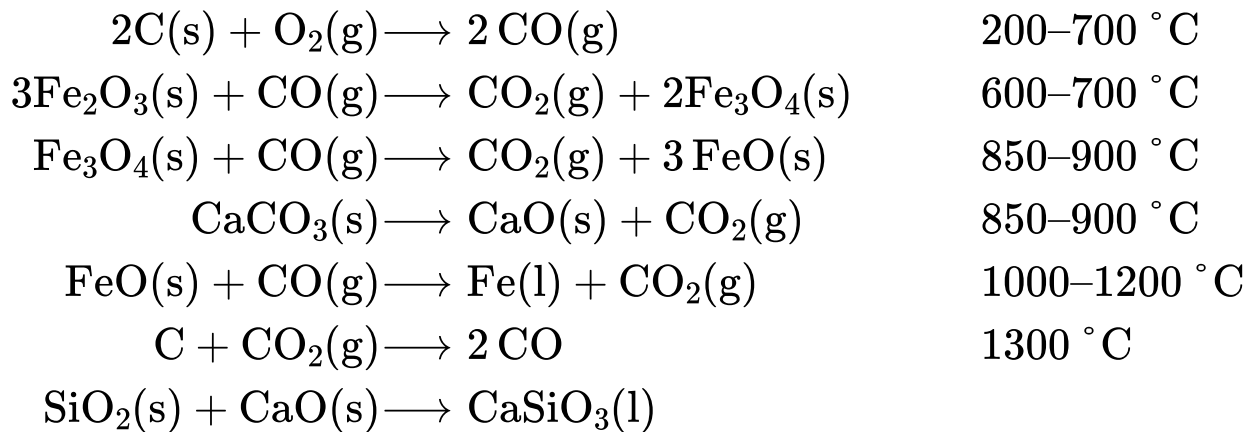 2C(s) + O₂(g) ⟶ 2 CO(g) 200–700 °C
3Fe₂O₃(s) + CO(g) ⟶ CO₂(g) + 2Fe₃O₄(s) 600–700 °C
Fe₃O₄(s) + CO(g) ⟶ CO₂(g) + 3 FeO(s) 850–900 °C
CaCO₃(s) ⟶ CaO(s) + CO₂(g) 850–900 °C
FeO(s) + CO(g) ⟶ Fe(l) + CO₂(g) 1000–1200 °C
C + CO₂(g) ⟶ 2 CO 1300 °C
SiO₂(s) + CaO(s) ⟶ CaSiO₃(l)